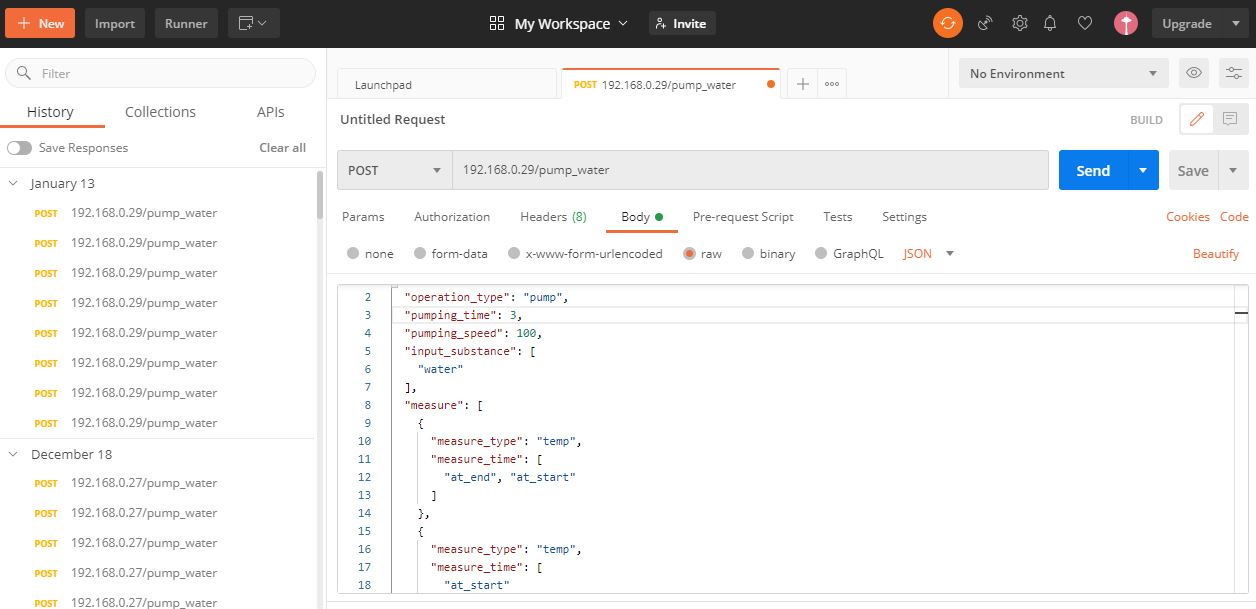 New Import Runner My Workspace Invite Upgrade
Filter
Launchpad POST 192.168.0.29/pump_water No Environment
History Collections APIs
Untitled Request BUILD
Save Responses Clear all
POST 192.168.0.29/pump_water Send Save
January 13
POST 192.168.0.29/pump_water
POST 192.168.0.29/pump_water
POST 192.168.0.29/pump_water
POST 192.168.0.29/pump_water
POST 192.168.0.29/pump_water
POST 192.168.0.29/pump_water
POST 192.168.0.29/pump_water
POST 192.168.0.29/pump_water
December 18
POST 192.168.0.27/pump_water
POST 192.168.0.27/pump_water
POST 192.168.0.27/pump_water
POST 192.168.0.27/pump_water
POST 192.168.0.27/pump_water
Params Authorization Headers (8) Body Pre-request Script Tests Settings Cookies Code
none form-data x-www-form-urlencoded raw binary GraphQL JSON Beautify
2 "operation_type": "pump",
3 "pumping_time": 3,
4 "pumping_speed": 100,
5 "input_substance": [
6 "water"
7 ],
8 "measure": [
9 {
10 "measure_type": "temp",
11 "measure_time": [
12 "at_end", "at_start"
13 ]
14 },
15 {
16 "measure_type": "temp",
17 "measure_time": [
18 "at_start"